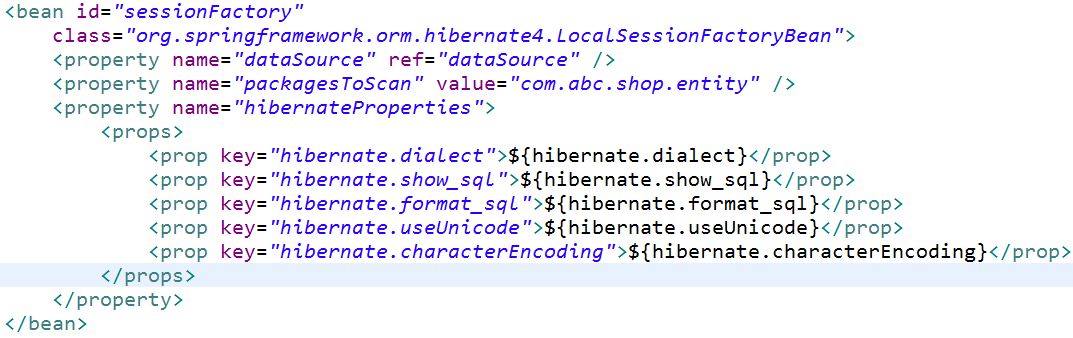 <bean id="sessionFactory"
    class="org.springframework.orm.hibernate4.LocalSessionFactoryBean">
    <property name="dataSource" ref="dataSource" />
    <property name="packagesToScan" value="com.abc.shop.entity" />
    <property name="hibernateProperties">
        <props>
            <prop key="hibernate.dialect">${hibernate.dialect}</prop>
            <prop key="hibernate.show_sql">${hibernate.show_sql}</prop>
            <prop key="hibernate.format_sql">${hibernate.format_sql}</prop>
            <prop key="hibernate.useUnicode">${hibernate.useUnicode}</prop>
            <prop key="hibernate.characterEncoding">${hibernate.characterEncoding}</prop>
        </props>
    </property>
</bean>